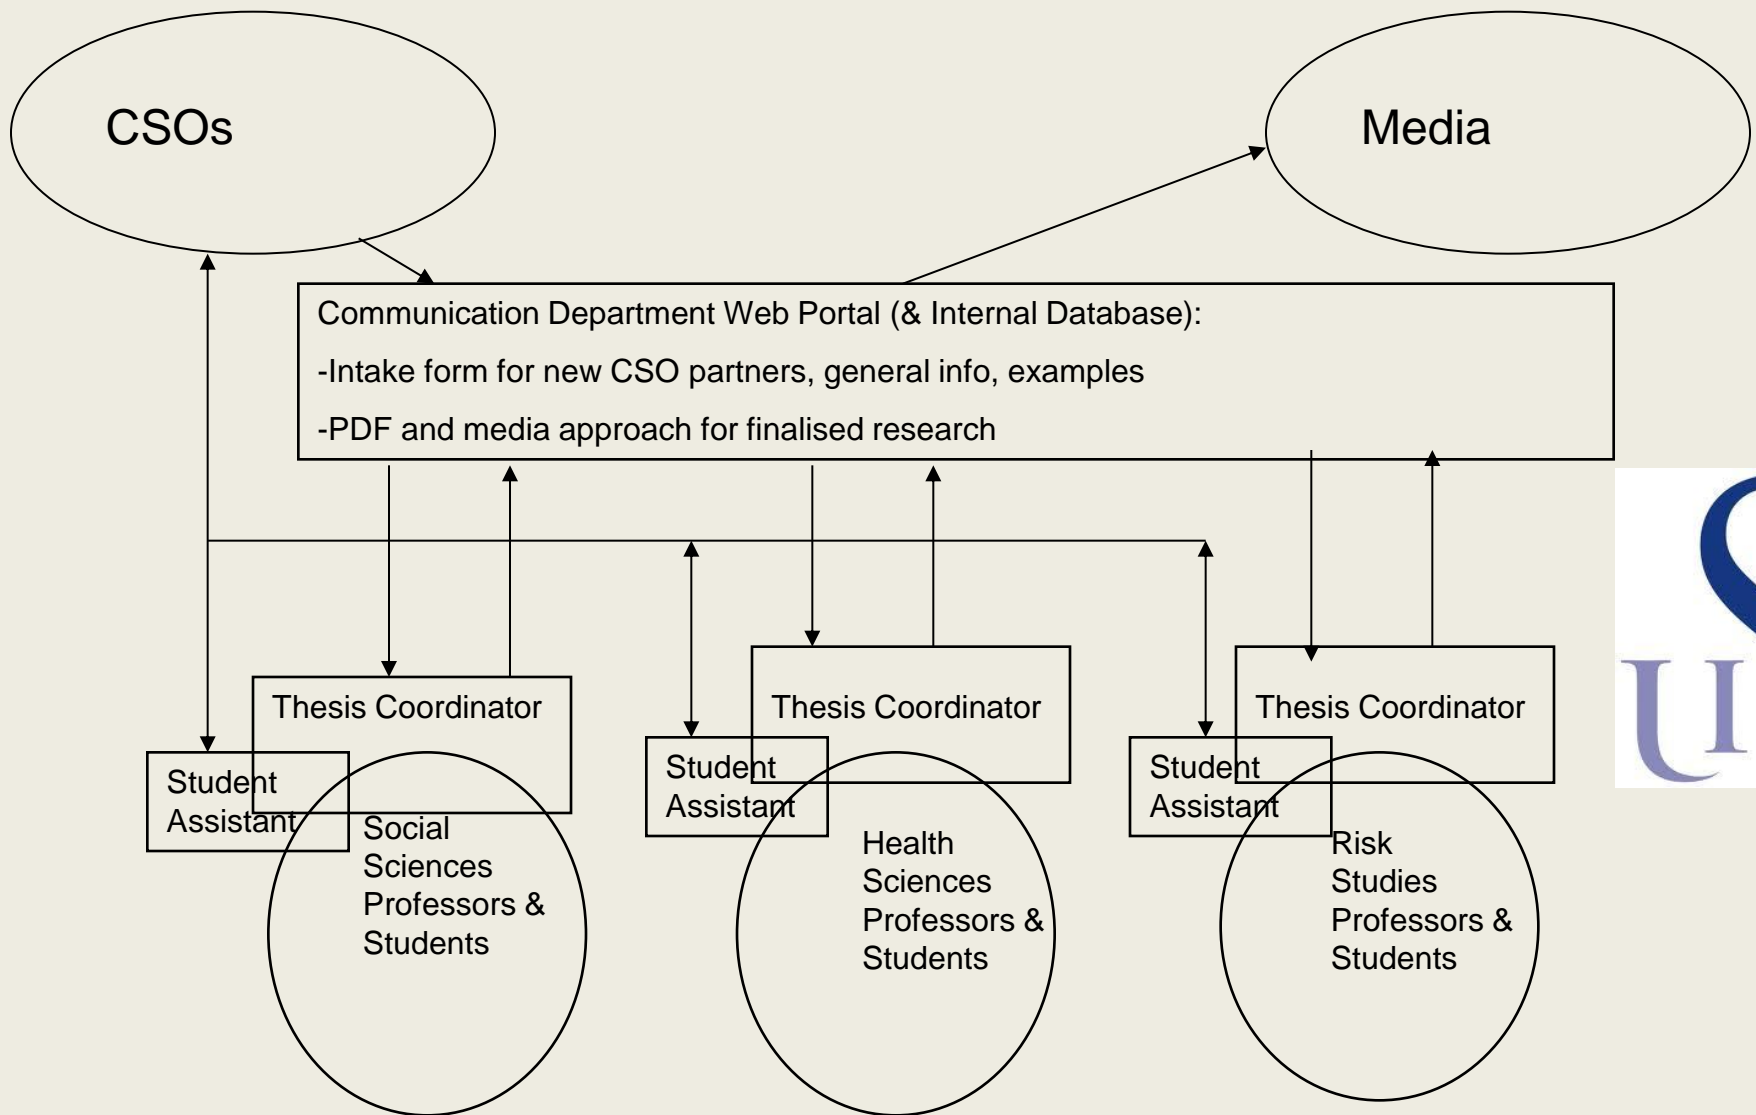 CSOs
Media
Communication Department Web Portal (& Internal Database):
-Intake form for new CSO partners, general info, examples
-PDF and media approach for finalised research
Thesis Coordinator
Student
Assistant
Social
Sciences
Professors &
Students
Thesis Coordinator
Student
Assistant
Health
Sciences
Professors &
Students
Thesis Coordinator
Student
Assistant
Risk
Studies
Professors &
Students